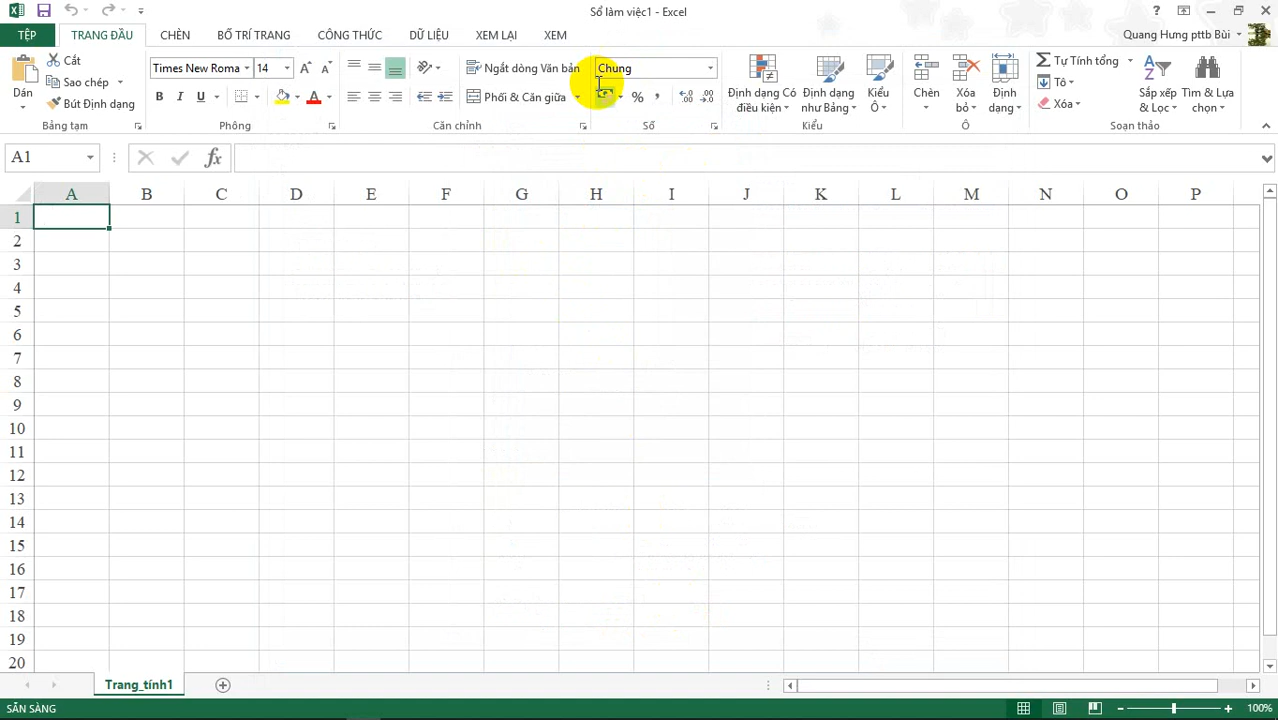 Sổ làm việc1 - Excel
?
TỆP TRANG ĐẦU CHÈN BỐ TRÍ TRANG CÔNG THỨC DỮ LIỆU XEM LẠI XEM Quang Hưng pttb Bùi
Dán
Cắt
Sao chép
Bút Định dạng
Bảng tạm
Times New Roma 14 A A
B I U A
Phông
Ngắt dòng Văn bản
Phối & Căn giữa
Căn chỉnh
Chung
% , ,00 ,0
Số
Định dạng Có điều kiện
Định dạng như Bảng
Kiểu Ô
Kiểu
Chèn
Xóa bỏ
Định dạng
Ô
Tự Tính tổng
Tô
Xóa
Sắp xếp & Lọc
Tìm & Lựa chọn
Soạn thảo
A1 fx
A B C D E F G H I J K L M N O P
1
2
3
4
5
6
7
8
9
10
11
12
13
14
15
16
17
18
19
20
Trang_tính1
SẴN SÀNG 100%